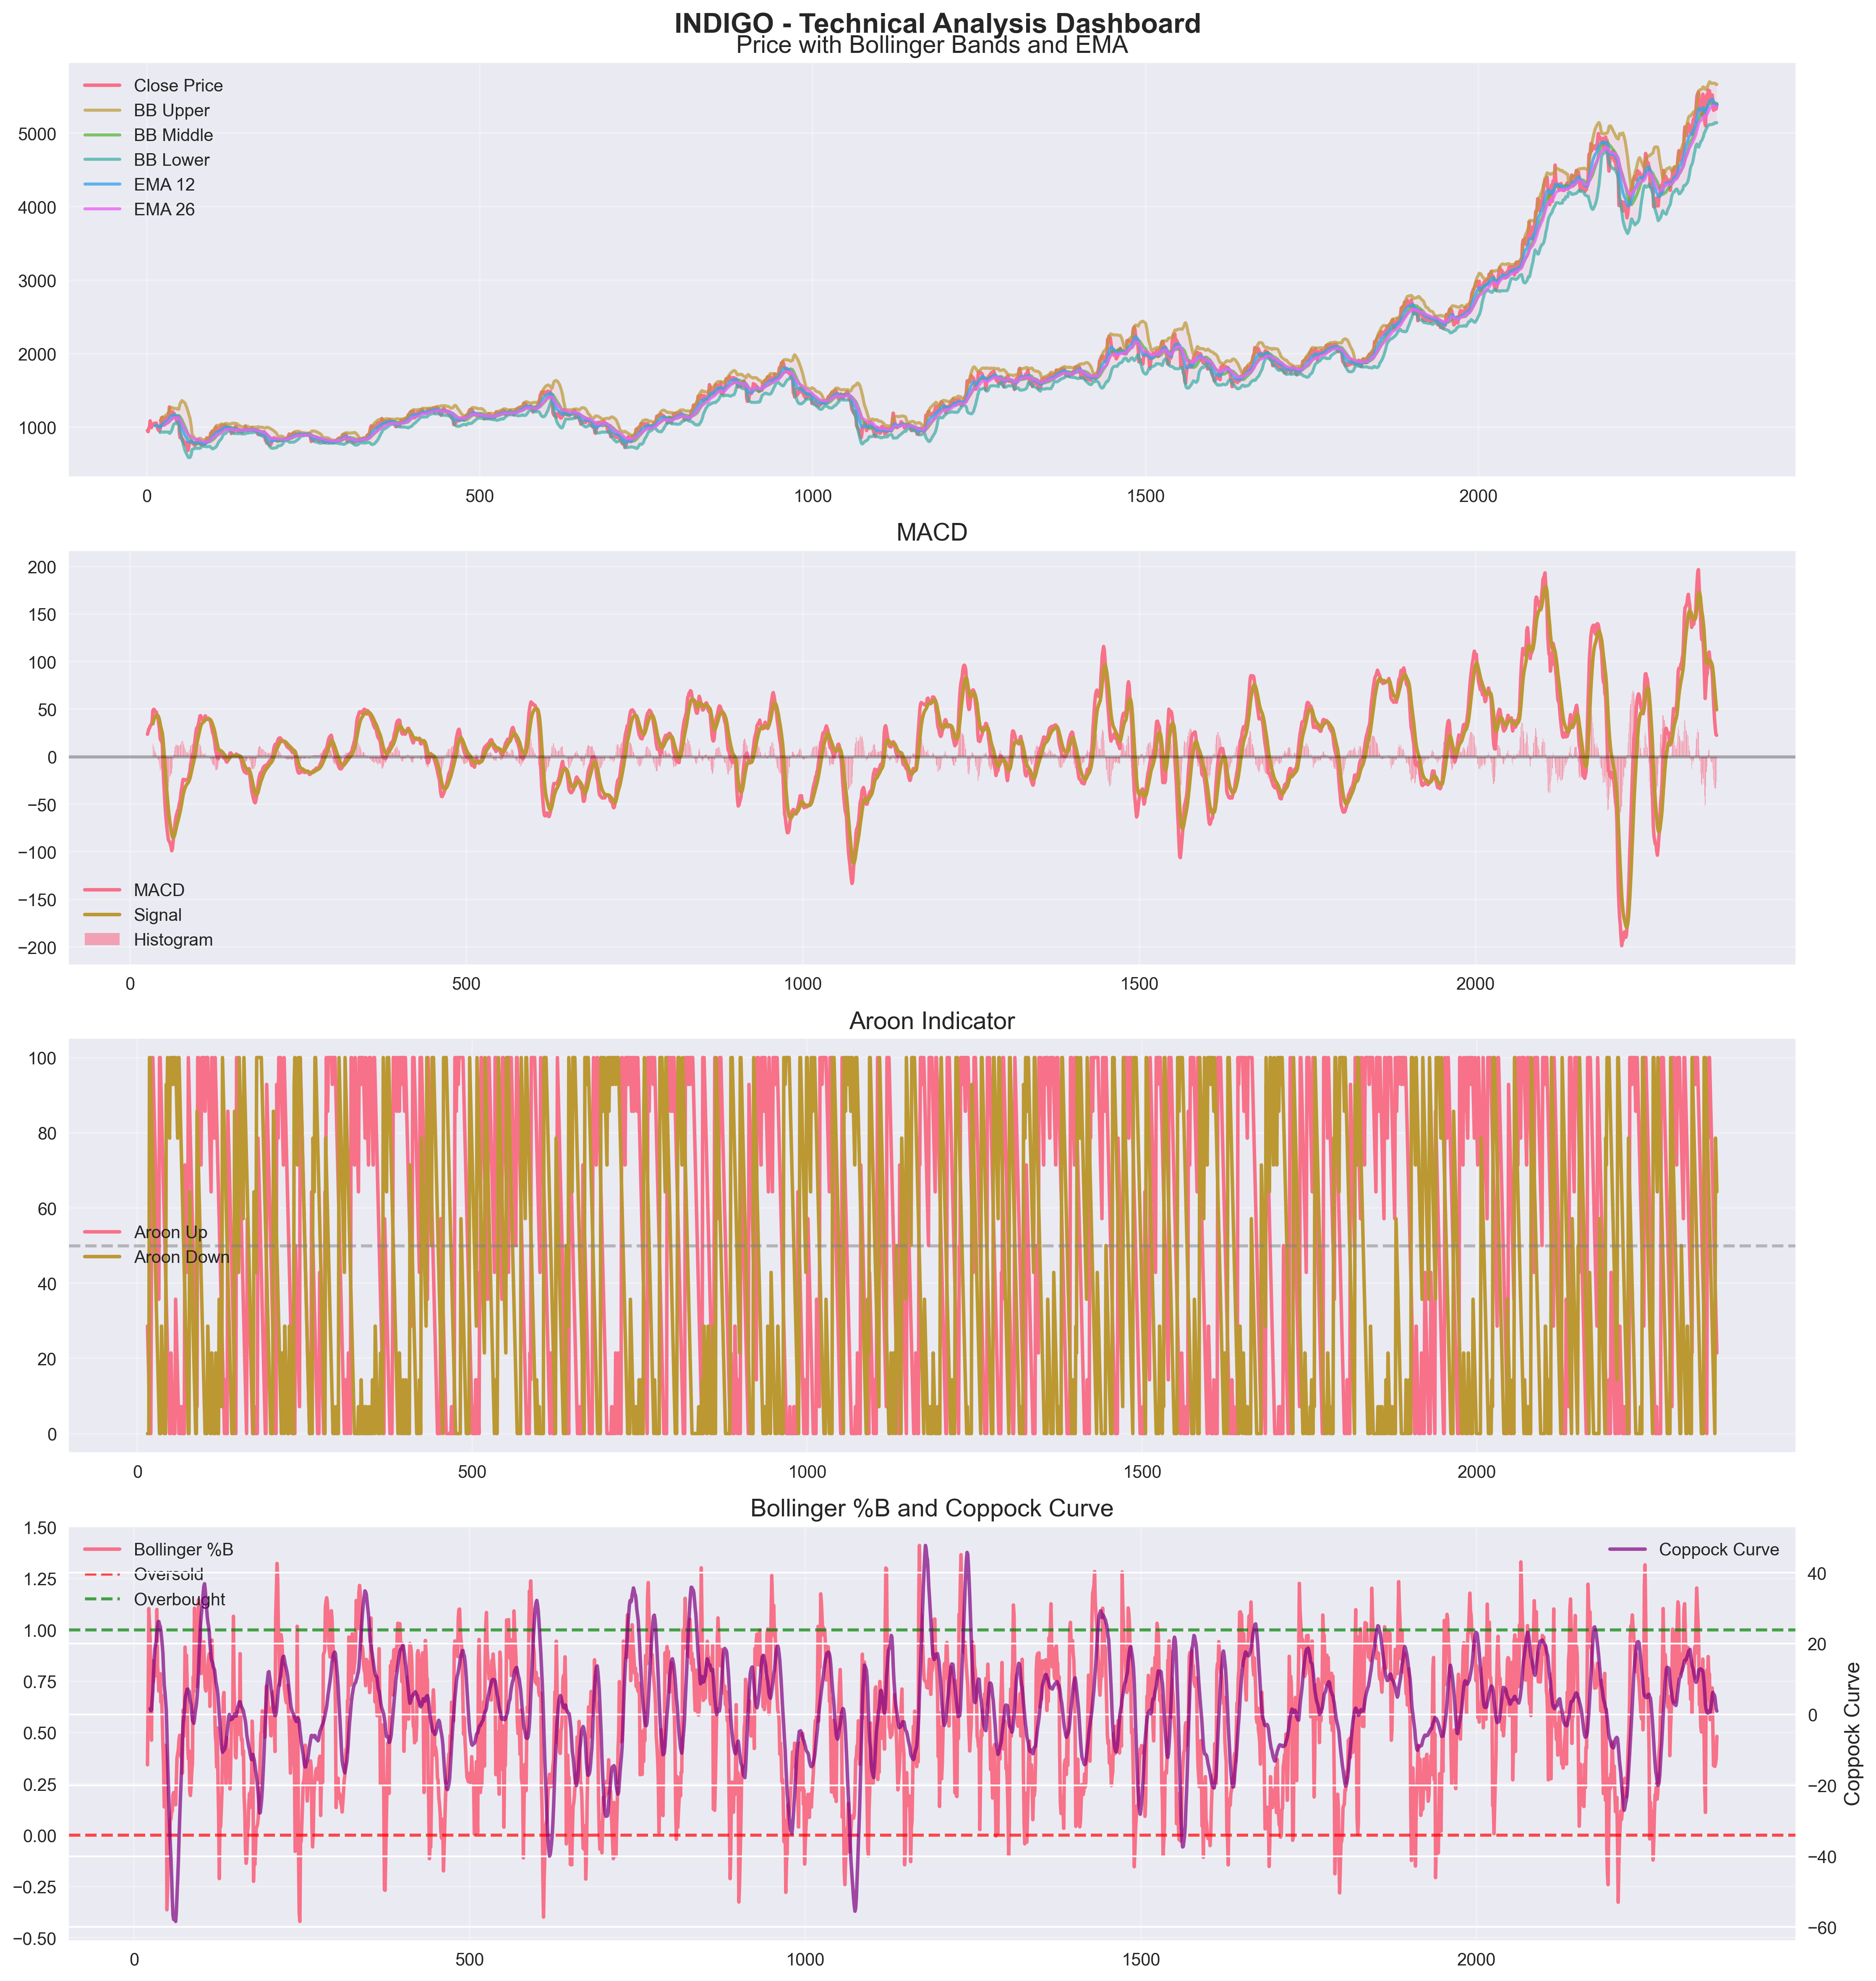 INDIGO - Technical Analysis Dashboard
Price with Bollinger Bands and EMA
Close Price
BB Upper
BB Middle
BB Lower
EMA 12
EMA 26
5000
4000
3000
2000
1000
0 500 1000 1500 2000
MACD
200
150
100
50
0
−50
−100
−150
−200
MACD
Signal
Histogram
0 500 1000 1500 2000
Aroon Indicator
100
80
60
40
20
0
Aroon Up
Aroon Down
0 500 1000 1500 2000
Bollinger %B and Coppock Curve
1.50
1.25
1.00
0.75
0.50
0.25
0.00
−0.25
−0.50
Bollinger %B
Oversold
Overbought
Coppock Curve
40
20
0
−20
−40
−60
Coppock Curve
0 500 1000 1500 2000